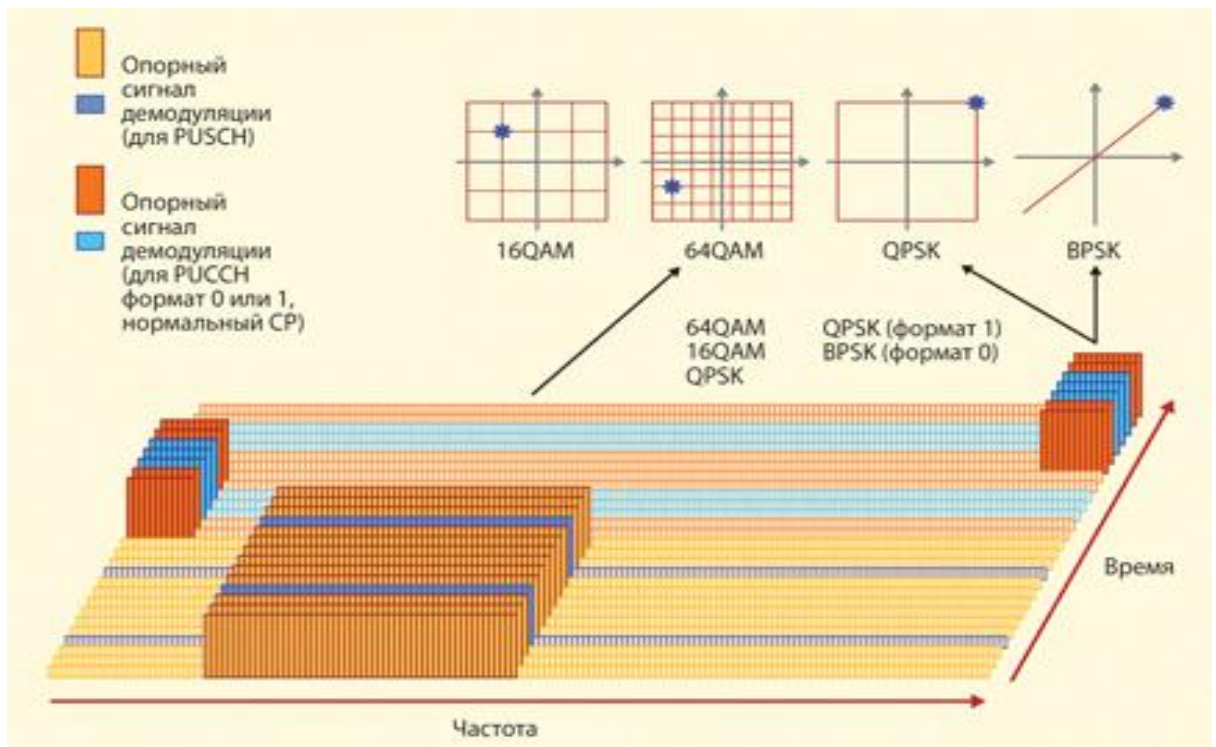 Опорный
сигнал
демодуляции
(для PUSCH)
Опорный
сигнал
демодуляции
(для PUCCH
формат 0 или 1,
нормальный CP)
16QAM
64QAM
QPSK
BPSK
64QAM
16QAM
QPSK
QPSK (формат 1)
BPSK (формат 0)
Время
Частота